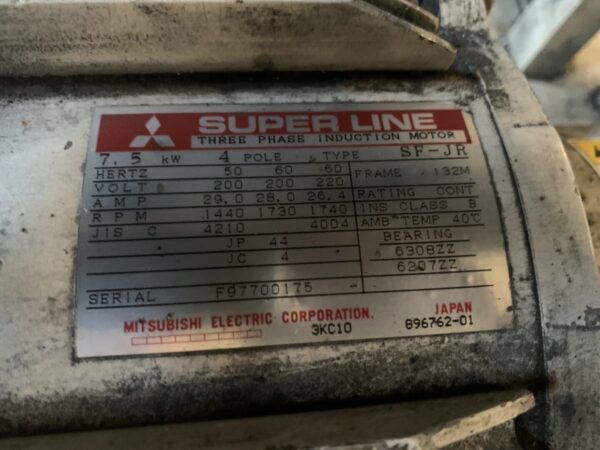 SUPER LINE
THREE PHASE INDUCTION MOTOR
7.5 kW 4 POLE TYPE SF-JR
HERTZ 50 60 60 FRAME 132M
VOLT 200 200 220 RATING CONT
AMP 29.0 28.0 26.4 INS CLASS B
RPM 1440 1730 1740 AMB TEMP 40°C
JIS C 4210 4004 BEARING
JP 44 6308ZZ
JC 4 6207ZZ
SERIAL F97700175 -
MITSUBISHI ELECTRIC CORPORATION, JAPAN
3KC10 896762-01